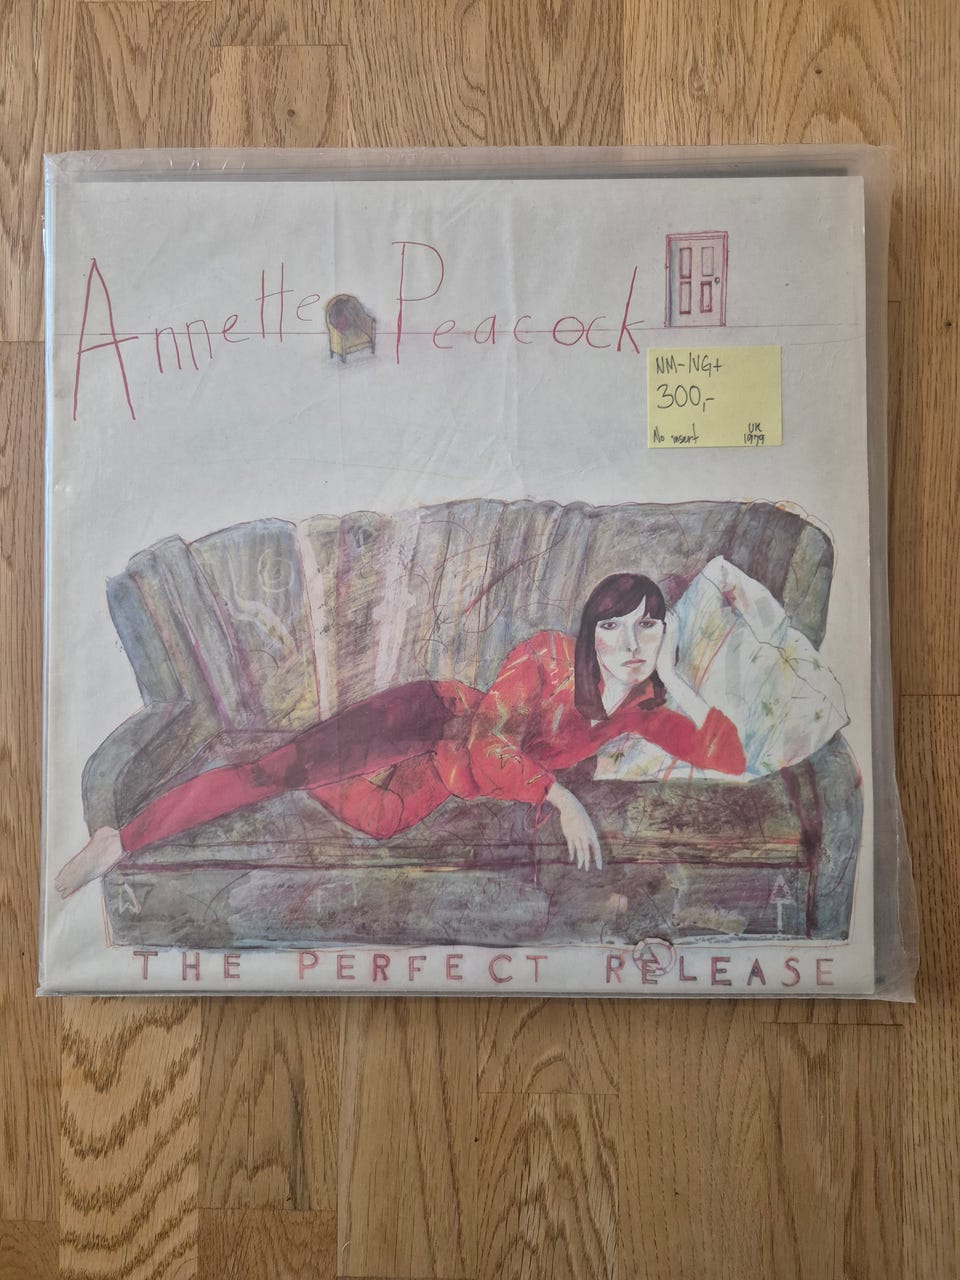 Annette Peacock
NM-/VG+
300,-
No insert
UK
1979
THE PERFECT RELEASE